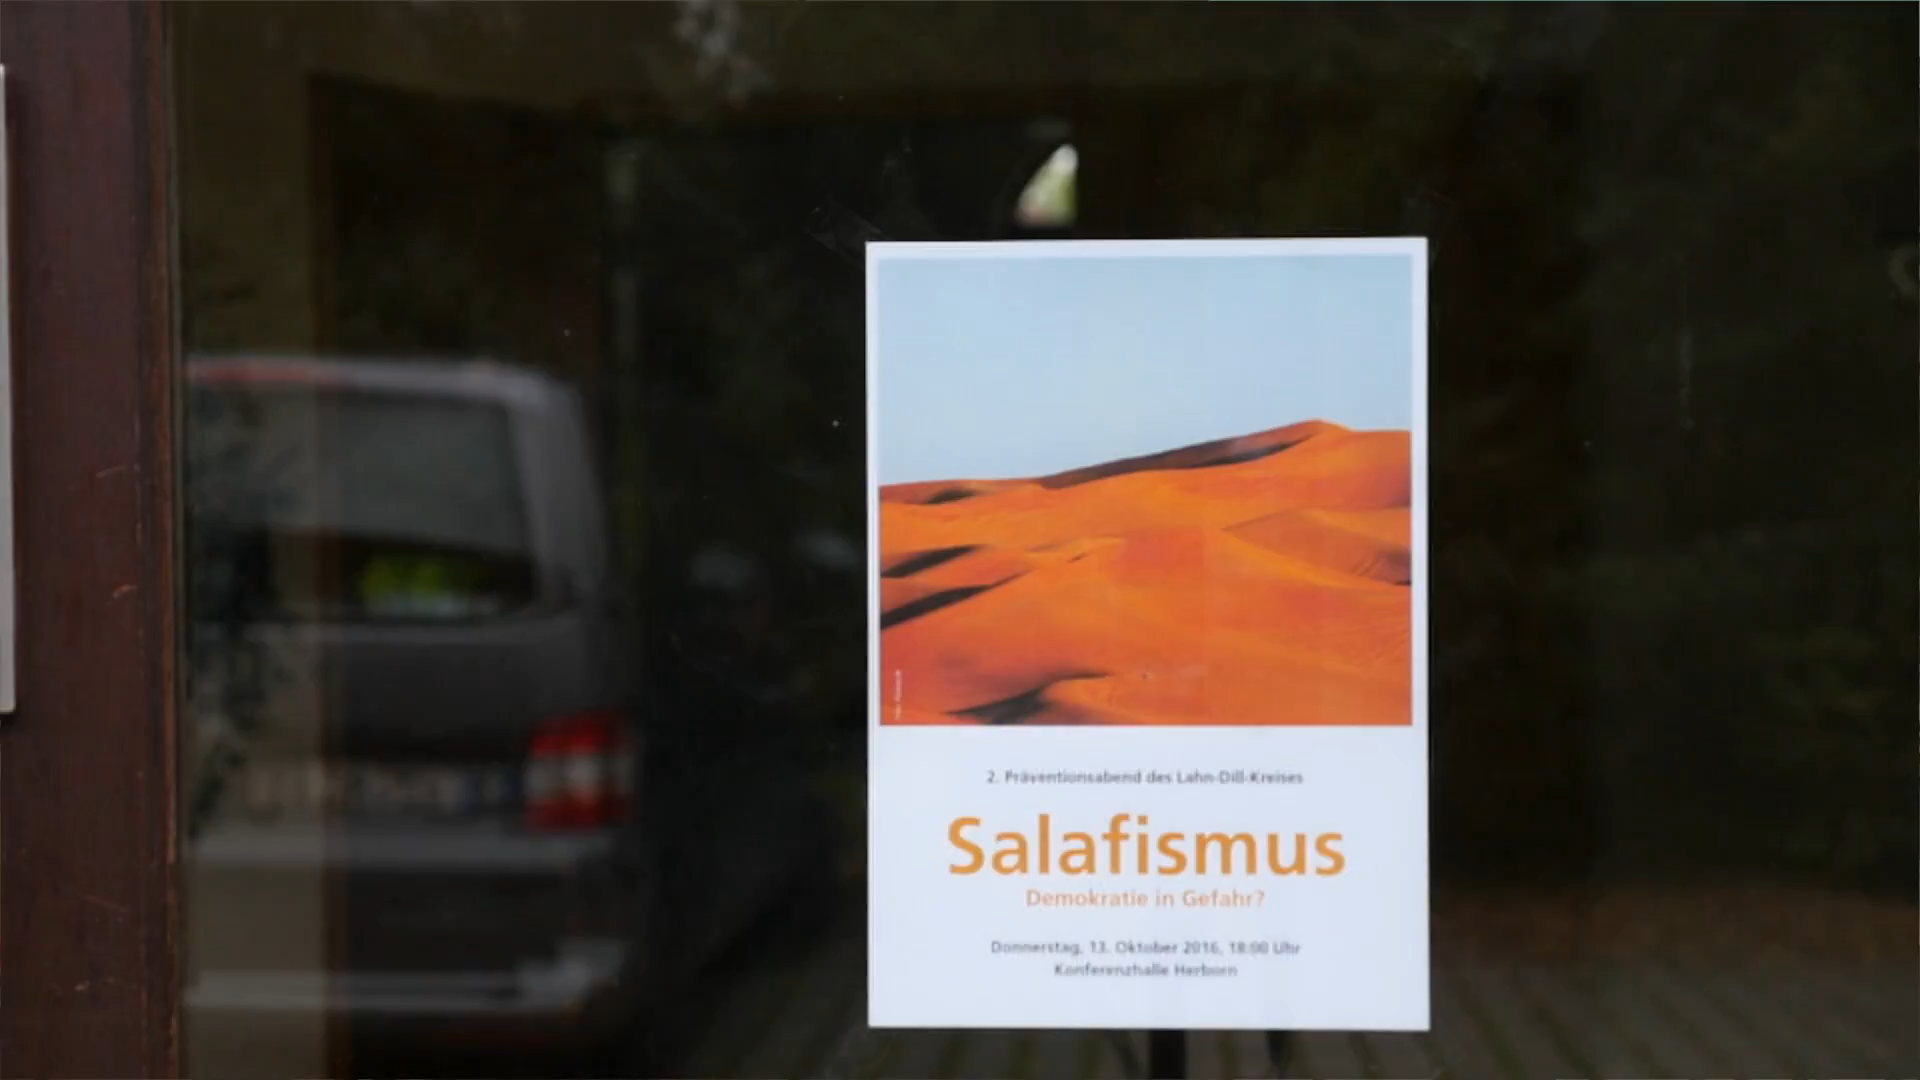 2. Präventionsabend des Lahn-Dill-Kreises
Salafismus
Demokratie in Gefahr?
Donnerstag, 13. Oktober 2016, 18:00 Uhr
Konferenzhalle Herborn